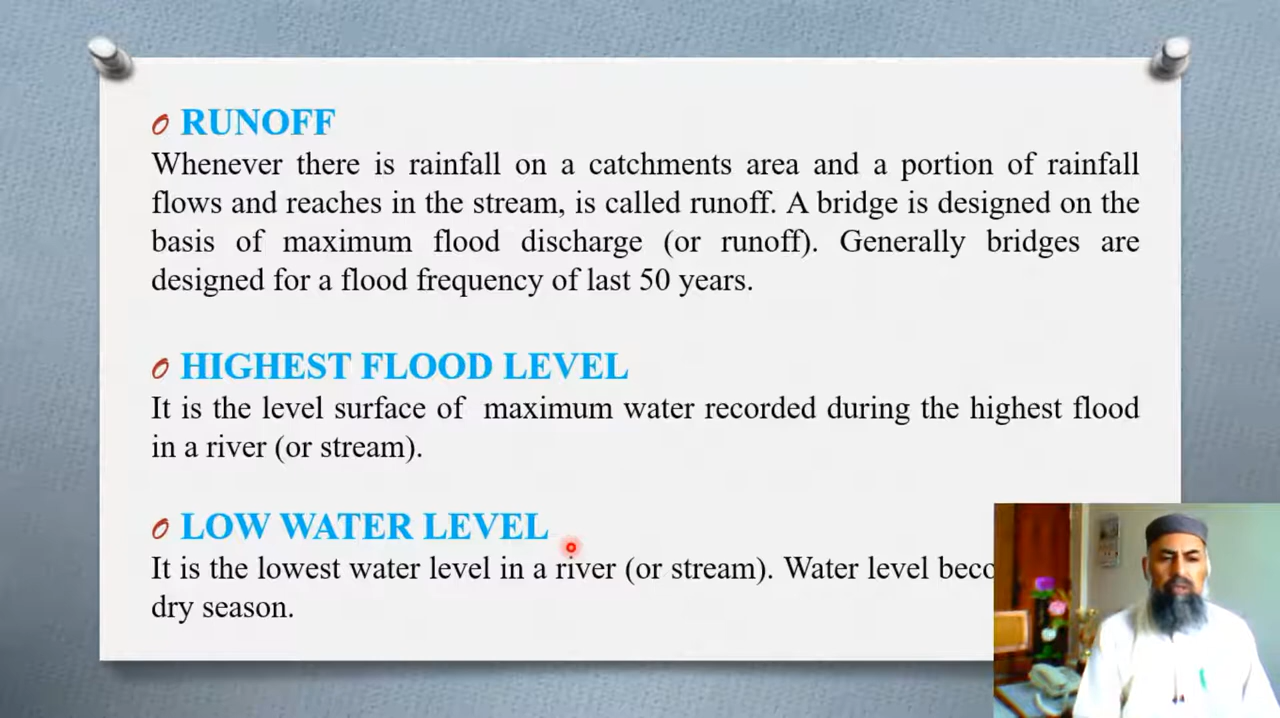 RUNOFF
Whenever there is rainfall on a catchments area and a portion of rainfall
flows and reaches in the stream, is called runoff. A bridge is designed on the
basis of maximum flood discharge (or runoff). Generally bridges are
designed for a flood frequency of last 50 years.
HIGHEST FLOOD LEVEL
It is the level surface of maximum water recorded during the highest flood
in a river (or stream).
LOW WATER LEVEL
It is the lowest water level in a river (or stream). Water level
dry season.